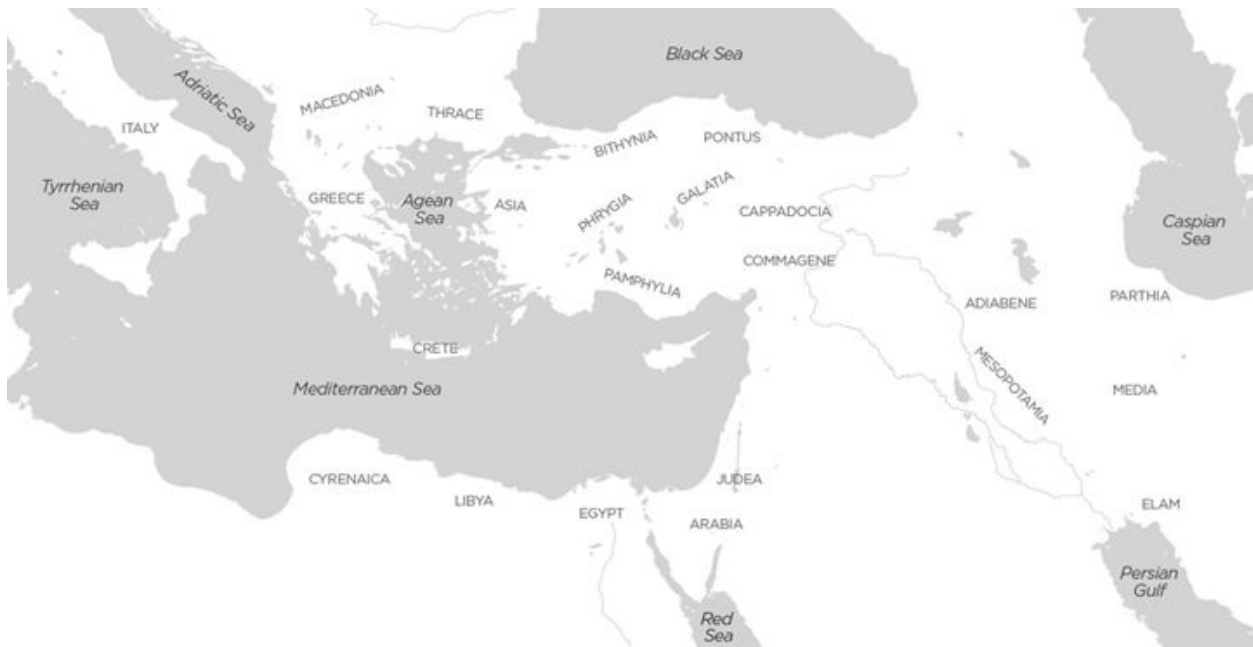 Black Sea
Adriatic Sea
MACEDONIA
THRACE
ITALY
BITHYNIA
PONTUS
Tyrrhenian
Sea
GREECE
Agean
Sea
ASIA
PHRYGIA
GALATIA
CAPPADOCIA
Caspian
Sea
COMMAGENE
PAMPHYLIA
ADIABENE
PARTHIA
CRETE
Mediterranean Sea
MESOPOTAMIA
MEDIA
CYRENAICA
LIBYA
JUDEA
EGYPT
ARABIA
ELAM
Persian
Gulf
Red
Sea